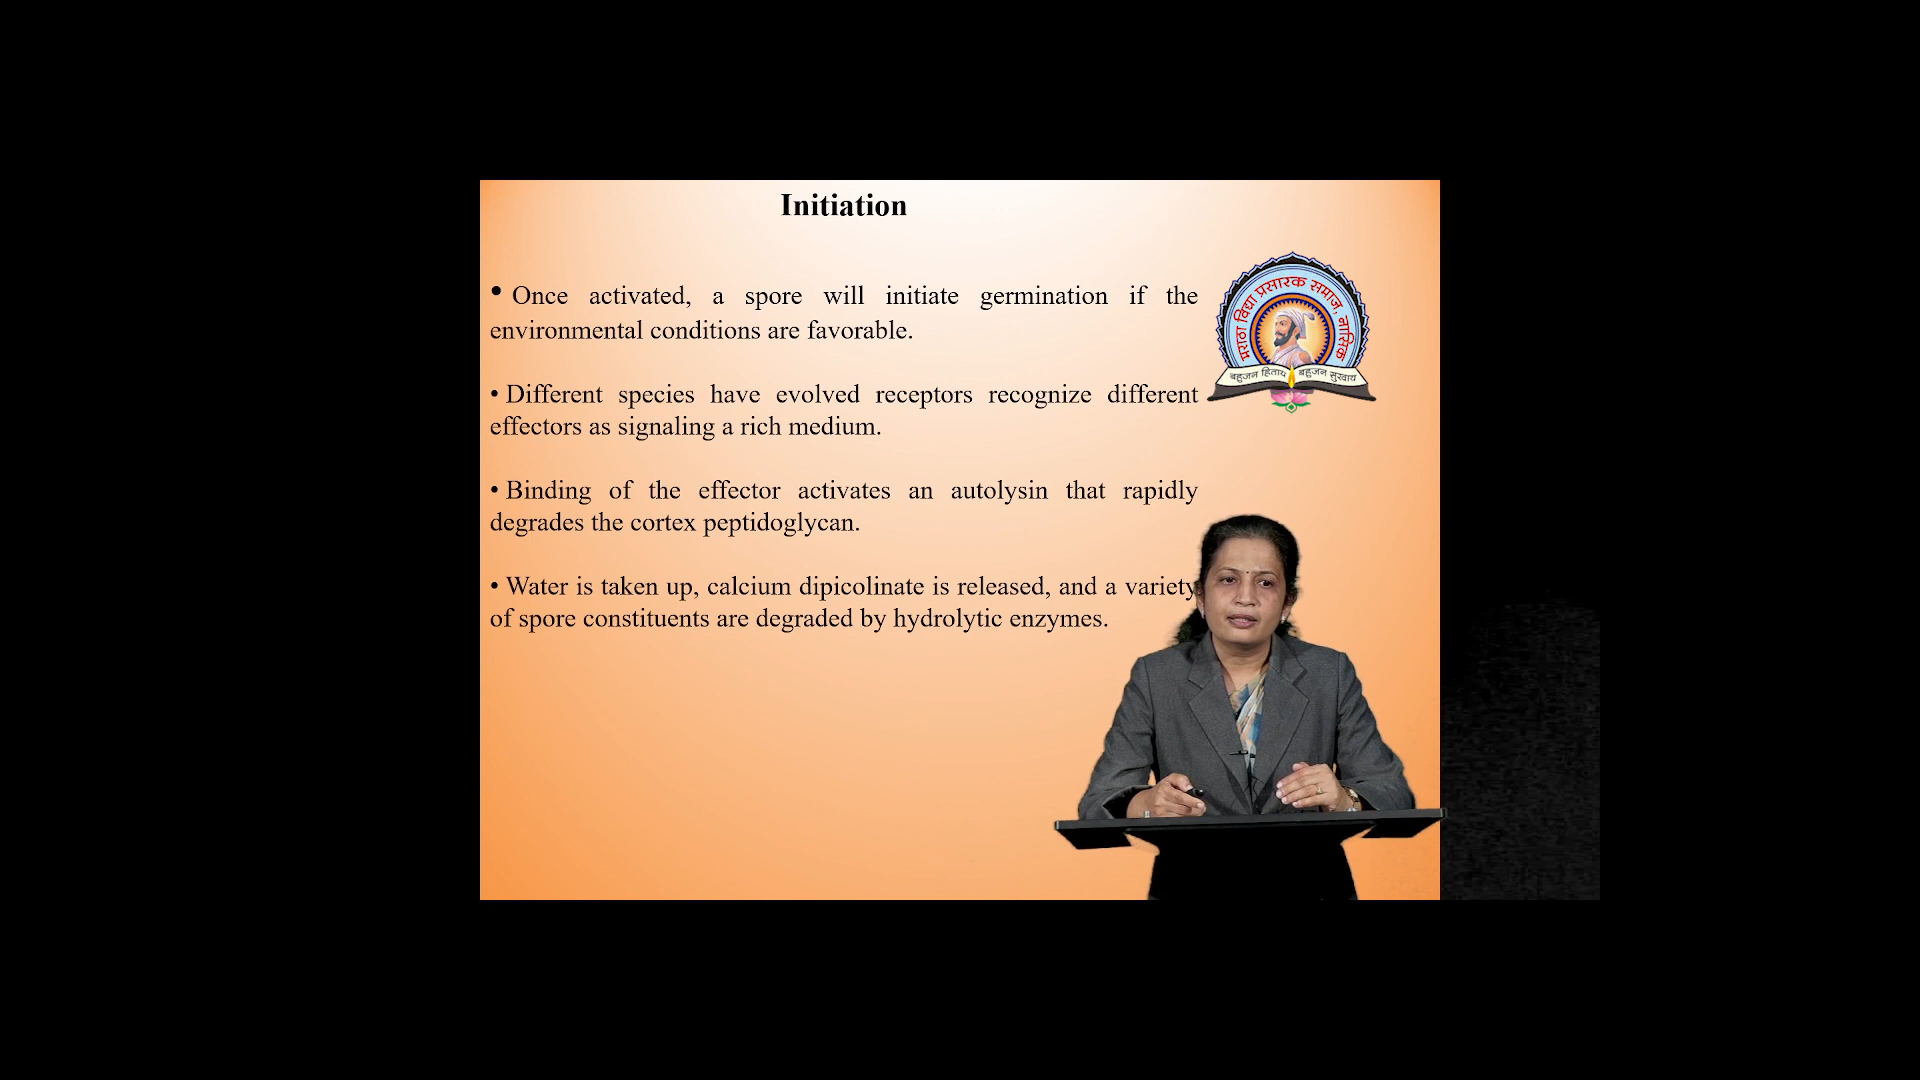 Initiation
• Once activated, a spore will initiate germination if the
environmental conditions are favorable.
• Different species have evolved receptors recognize different
effectors as signaling a rich medium.
• Binding of the effector activates an autolysin that rapidly
degrades the cortex peptidoglycan.
• Water is taken up, calcium dipicolinate is released, and a variety
of spore constituents are degraded by hydrolytic enzymes.
मराठा विद्या प्रसारक समाज, नासिक
बहुजन हिताय बहुजन सुखाय